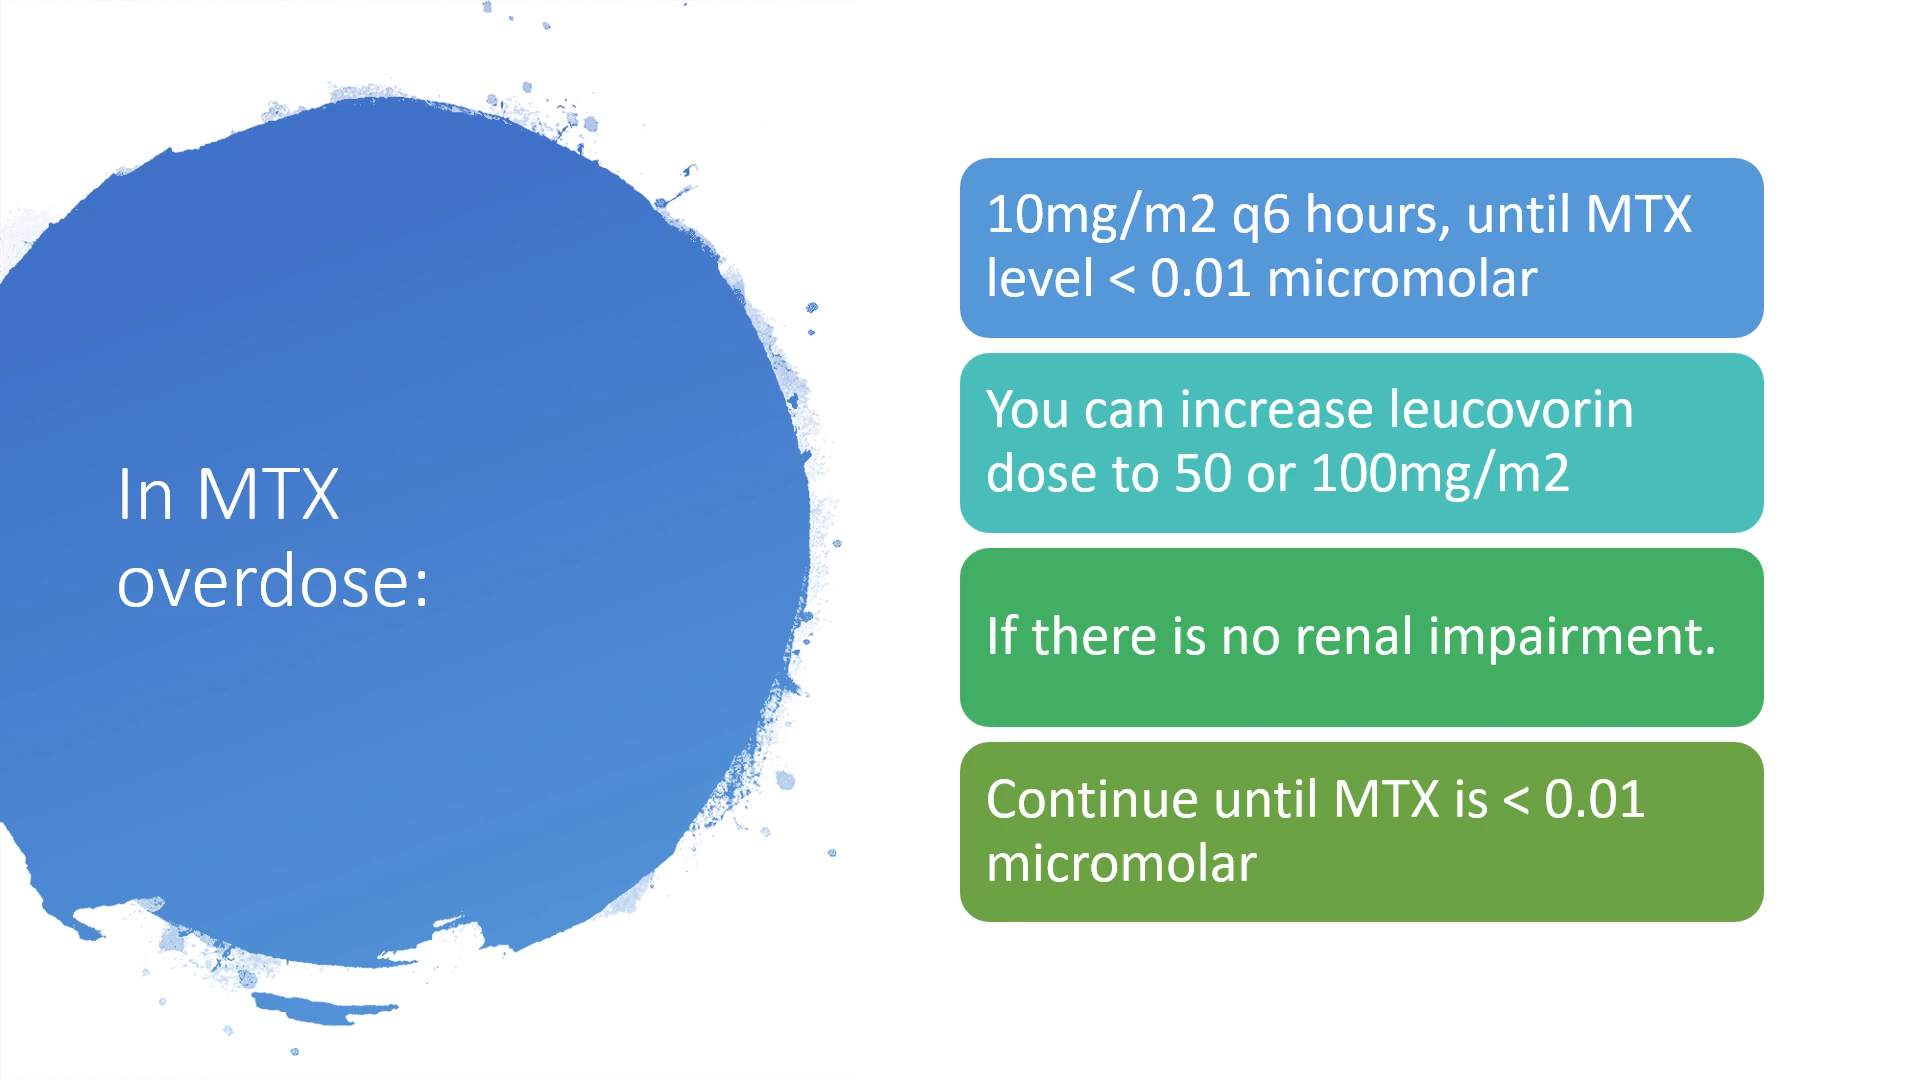 In MTX
overdose:
10mg/m2 q6 hours, until MTX
level < 0.01 micromolar
You can increase leucovorin
dose to 50 or 100mg/m2
If there is no renal impairment.
Continue until MTX is < 0.01
micromolar